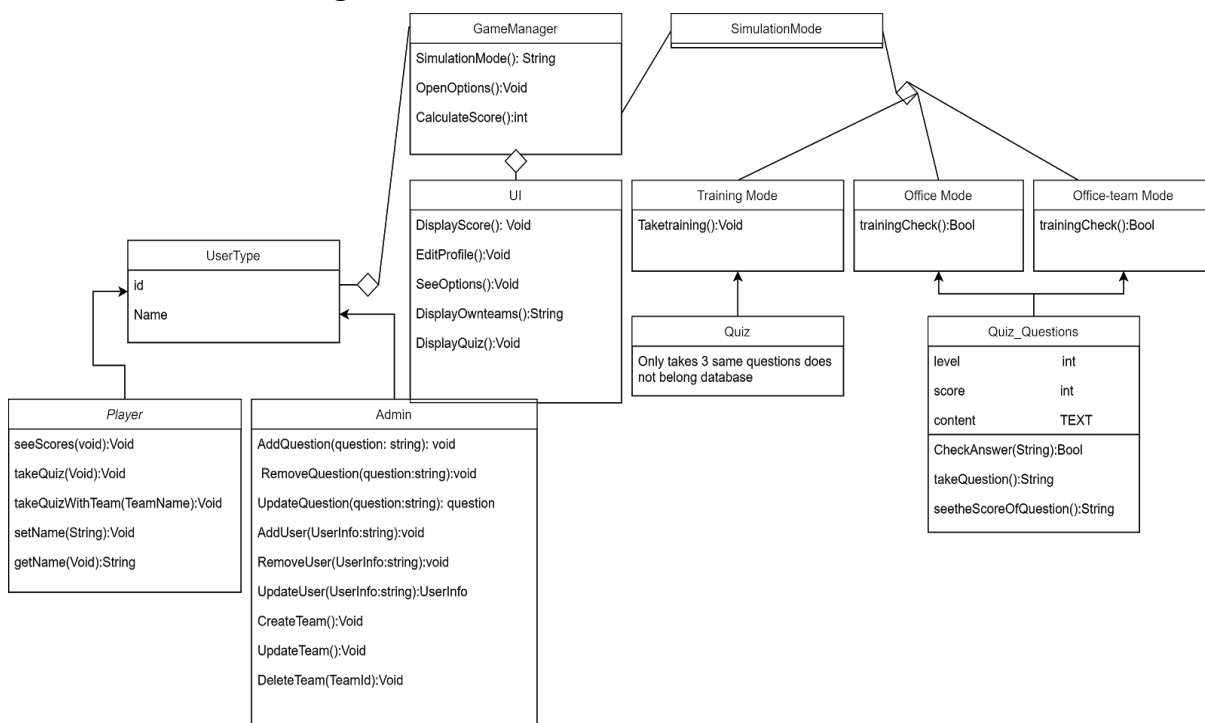 GameManager
SimulationMode(): String
OpenOptions():Void
CalculateScore():int
SimulationMode
UI
DisplayScore(): Void
EditProfile():Void
SeeOptions():Void
DisplayOwnteams():String
DisplayQuiz():Void
Training Mode
Taketraining():Void
Office Mode
trainingCheck():Bool
Office-team Mode
trainingCheck():Bool
UserType
id
Name
Quiz
Only takes 3 same questions does
not belong database
Quiz_Questions
level int
score int
content TEXT
CheckAnswer(String):Bool
takeQuestion():String
seetheScoreOfQuestion():String
Player
seeScores(void):Void
takeQuiz(Void):Void
takeQuizWithTeam(TeamName):Void
setName(String):Void
getName(Void):String
Admin
AddQuestion(question: string): void
RemoveQuestion(question:string):void
UpdateQuestion(question:string): question
AddUser(UserInfo:string):void
RemoveUser(UserInfo:string):void
UpdateUser(UserInfo:string):UserInfo
CreateTeam():Void
UpdateTeam():Void
DeleteTeam(TeamId):Void